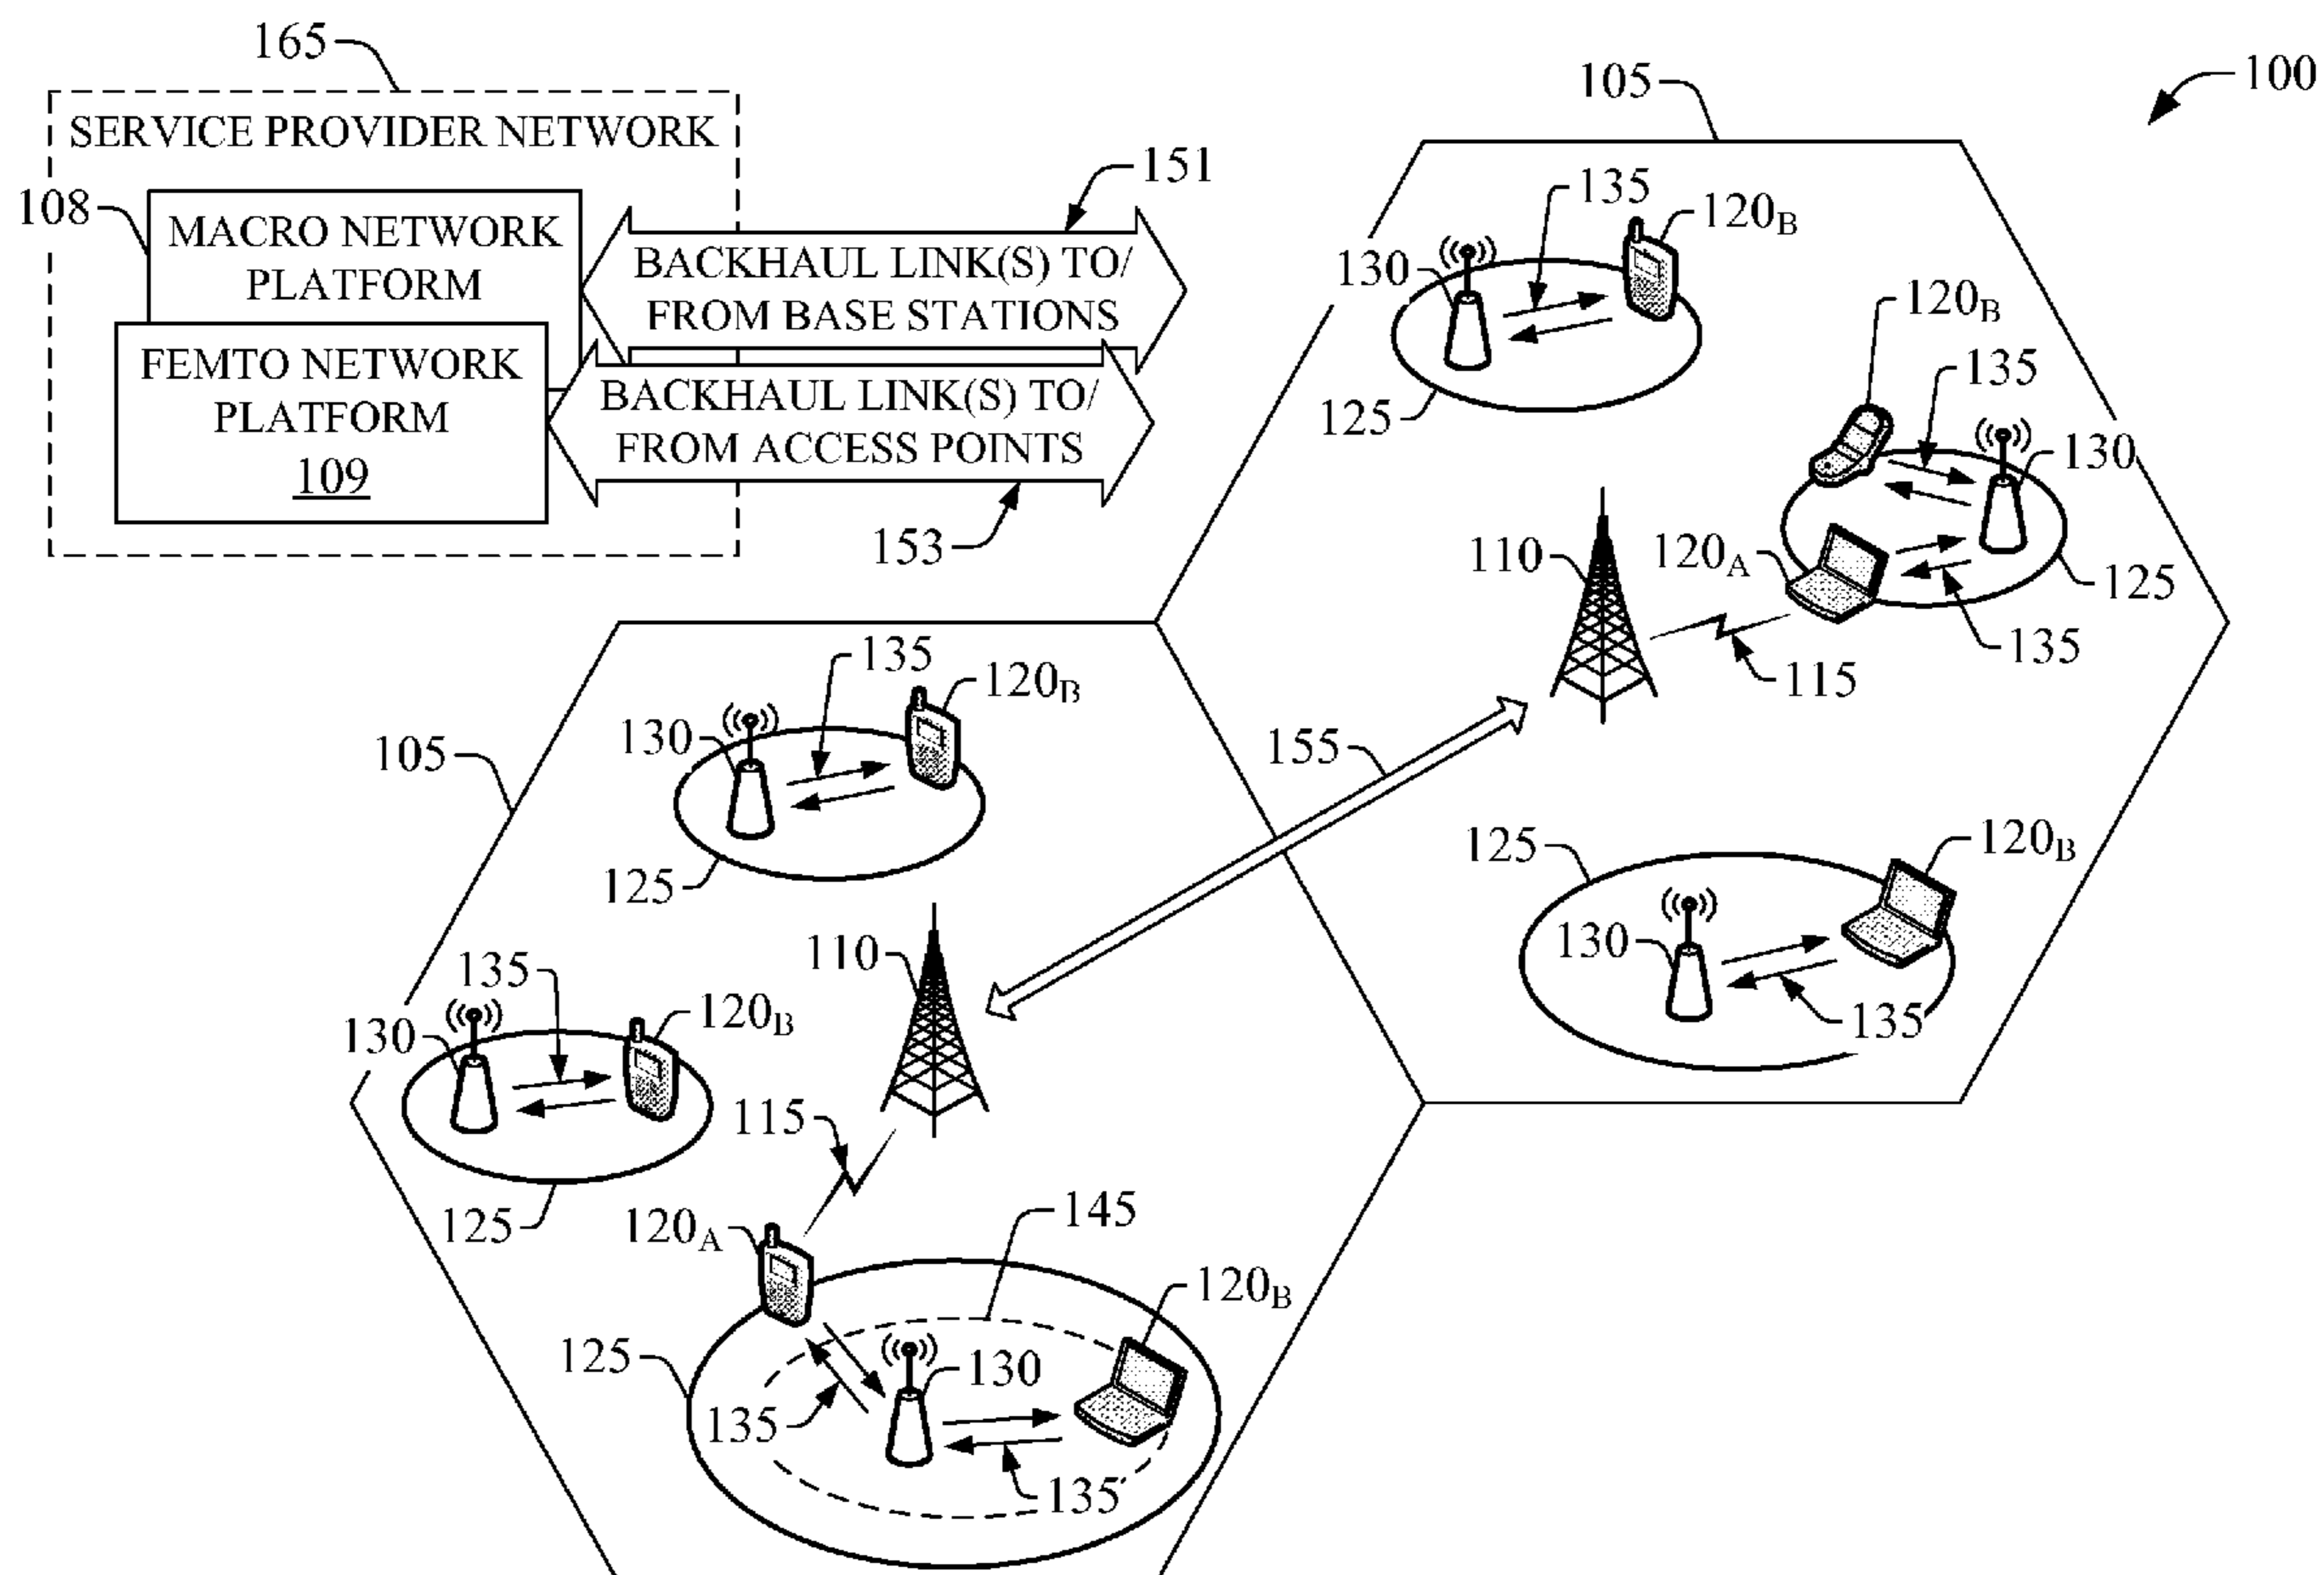 165
105
100
SERVICE PROVIDER NETWORK
151
108
MACRO NETWORK
PLATFORM
BACKHAUL LINK(S) TO/
FROM BASE STATIONS
FEMTO NETWORK
PLATFORM
109
BACKHAUL LINK(S) TO/
FROM ACCESS POINTS
153
135
120B
130
125
120B
135
130
110
120A
125
135
115
135
120B
130
105
155
125
125
120B
130
135
110
135
120B
130
115
125
120A
145
120B
125
130
135
135